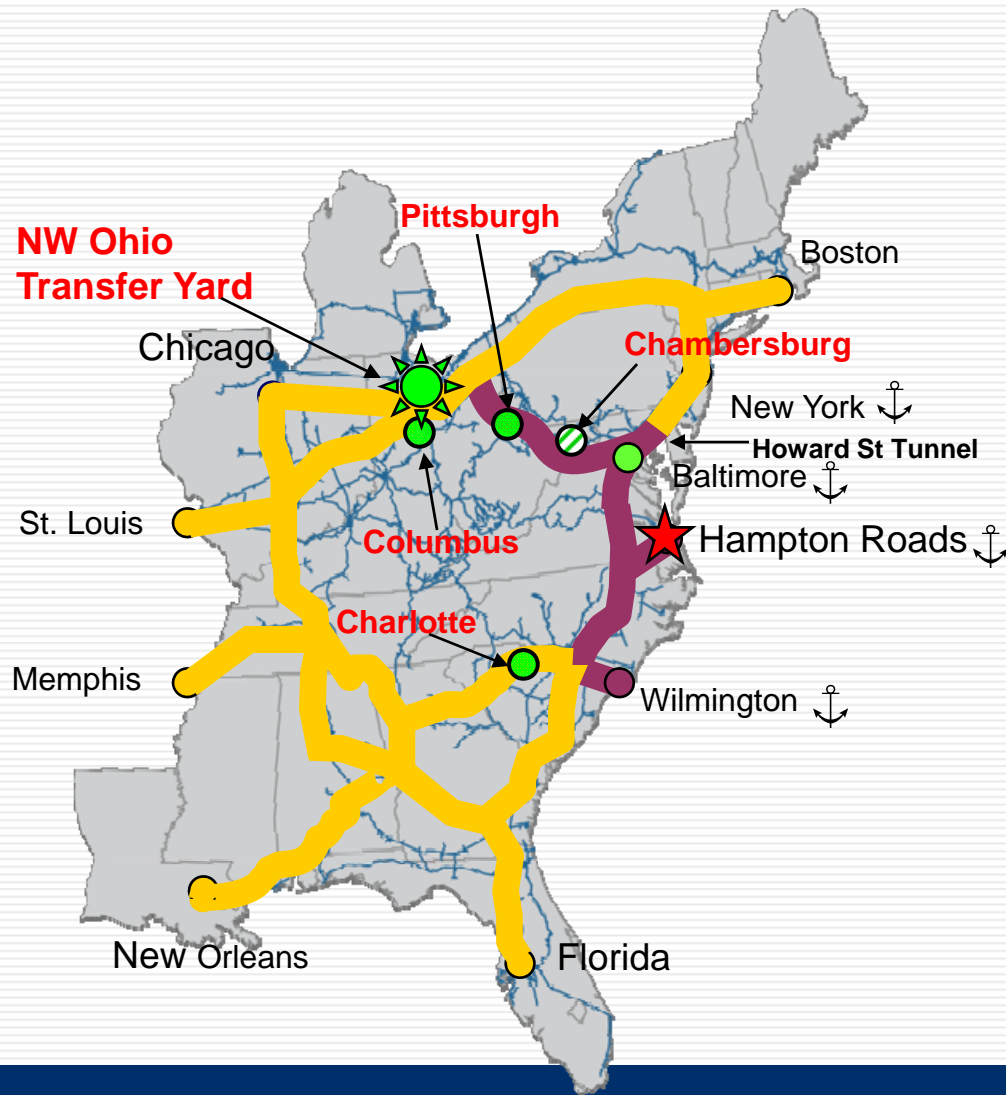 Pittsburgh
NW Ohio
Transfer Yard
Boston
Chicago
Chambersburg
New York
Howard St Tunnel
Baltimore
St. Louis
Columbus
Hampton Roads
Charlotte
Memphis
Wilmington
New Orleans
Florida